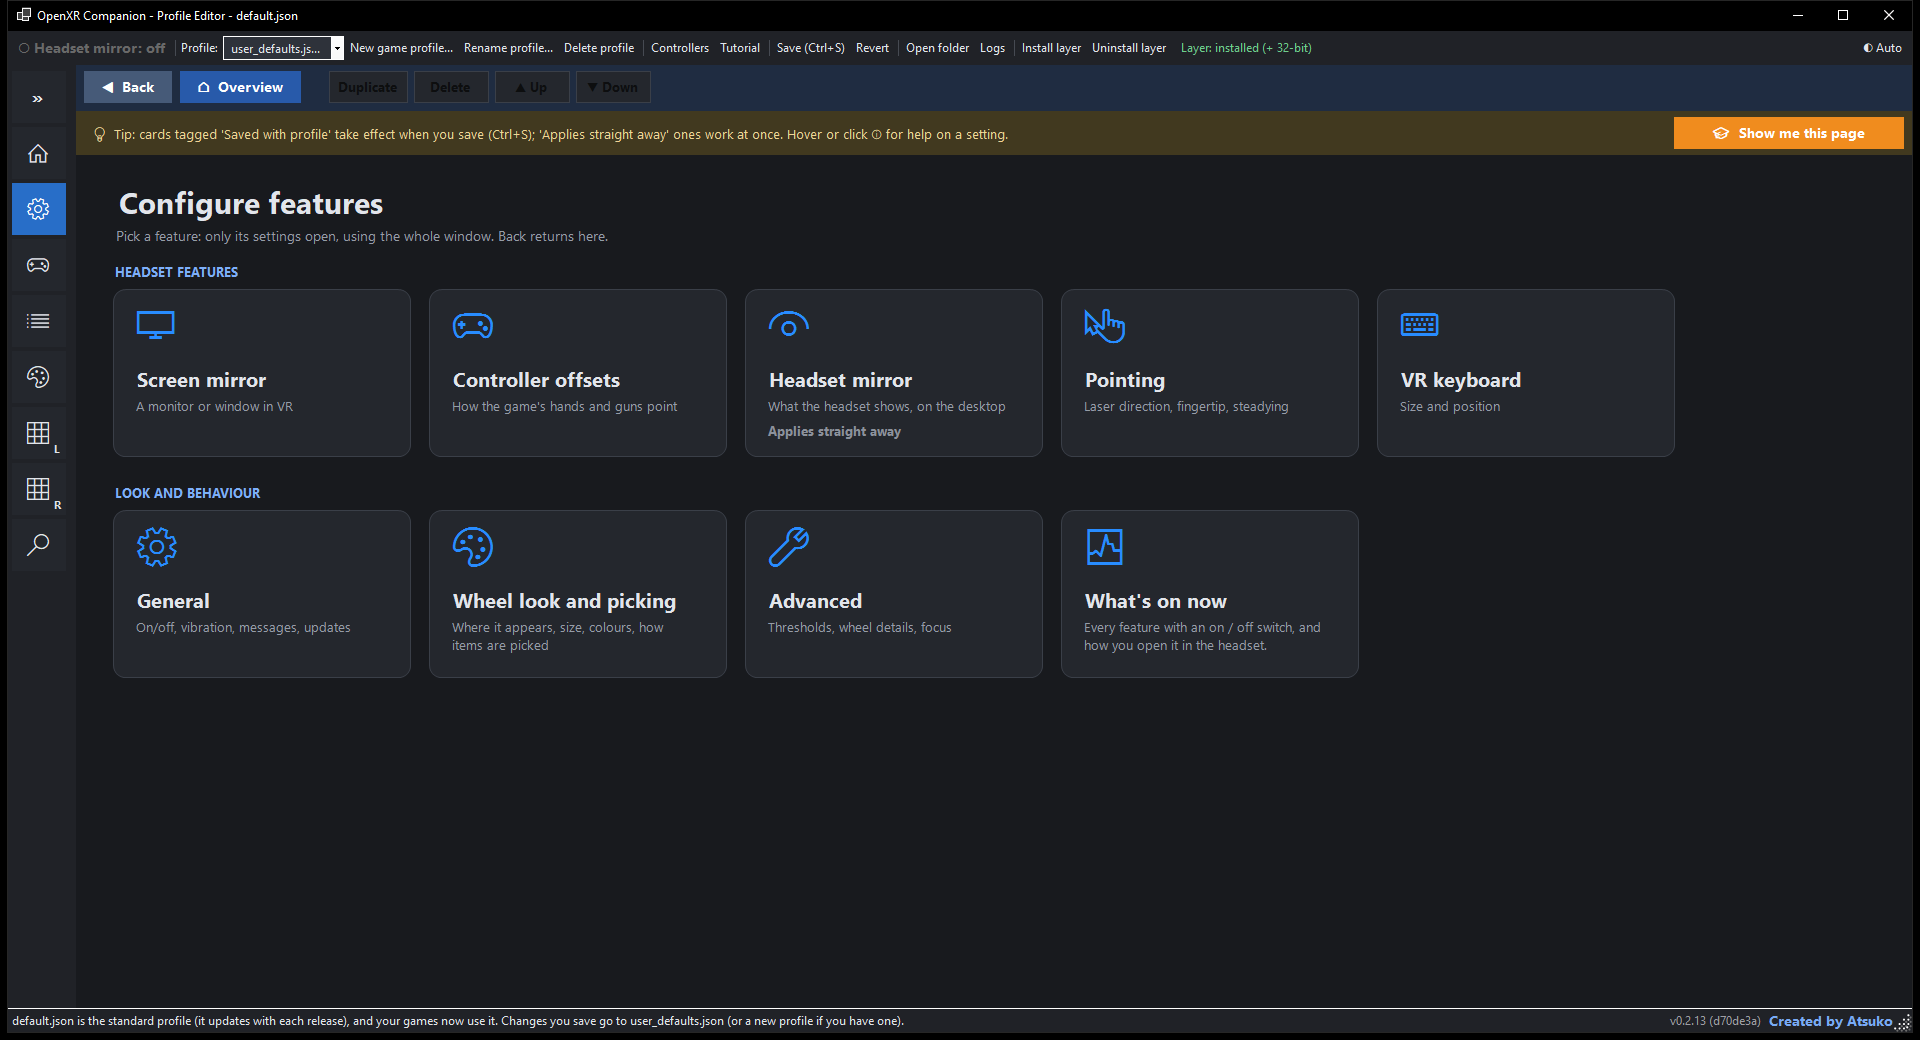 OpenXR Companion - Profile Editor - default.json
Headset mirror: off Profile: user_defaults.js... New game profile... Rename profile... Delete profile Controllers Tutorial Save (Ctrl+S) Revert Open folder Logs Install layer Uninstall layer Layer: installed (+ 32-bit) Auto
Back Overview Duplicate Delete Up Down
Tip: cards tagged 'Saved with profile' take effect when you save (Ctrl+S); 'Applies straight away' ones work at once. Hover or click ⓘ for help on a setting. Show me this page
Configure features
Pick a feature: only its settings open, using the whole window. Back returns here.
HEADSET FEATURES
Screen mirror
A monitor or window in VR
Controller offsets
How the game's hands and guns point
Headset mirror
What the headset shows, on the desktop
Applies straight away
Pointing
Laser direction, fingertip, steadying
VR keyboard
Size and position
LOOK AND BEHAVIOUR
General
On/off, vibration, messages, updates
Wheel look and picking
Where it appears, size, colours, how
items are picked
Advanced
Thresholds, wheel details, focus
What's on now
Every feature with an on / off switch, and
how you open it in the headset.
L
R
default.json is the standard profile (it updates with each release), and your games now use it. Changes you save go to user_defaults.json (or a new profile if you have one). v0.2.13 (d70de3a) Created by Atsuko